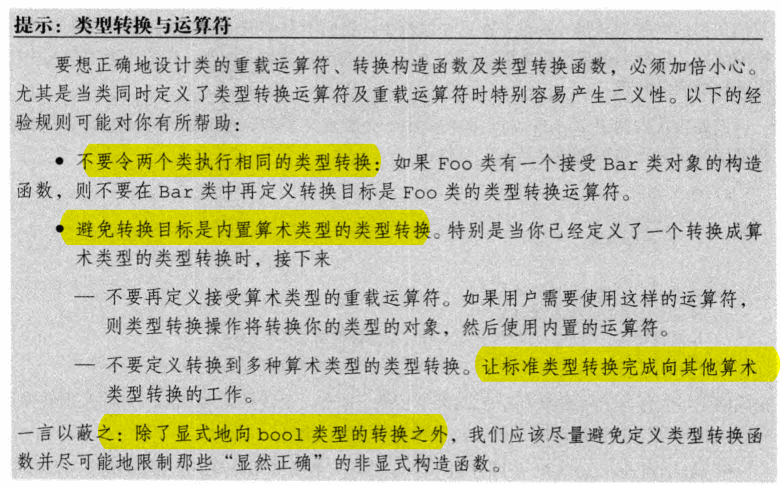 提示：类型转换与运算符
要想正确地设计类的重载运算符、转换构造函数及类型转换函数，必须加倍小心。
尤其是当类同时定义了类型转换运算符及重载运算符时特别容易产生二义性。以下的经
验规则可能对你有所帮助：
• 不要令两个类执行相同的类型转换：如果 Foo 类有一个接受 Bar 类对象的构造
函数，则不要在 Bar 类中再定义转换目标是 Foo 类的类型转换运算符。
• 避免转换目标是内置算术类型的类型转换。特别是当你已经定义了一个转换成算
术类型的类型转换时，接下来
— 不要再定义接受算术类型的重载运算符。如果用户需要使用这样的运算符，
则类型转换操作将转换你的类型的对象，然后使用内置的运算符。
— 不要定义转换到多种算术类型的类型转换。让标准类型转换完成向其他算术
类型转换的工作。
一言以蔽之：除了显式地向 bool 类型的转换之外，我们应该尽量避免定义类型转换函
数并尽可能地限制那些“显然正确”的非显式构造函数。